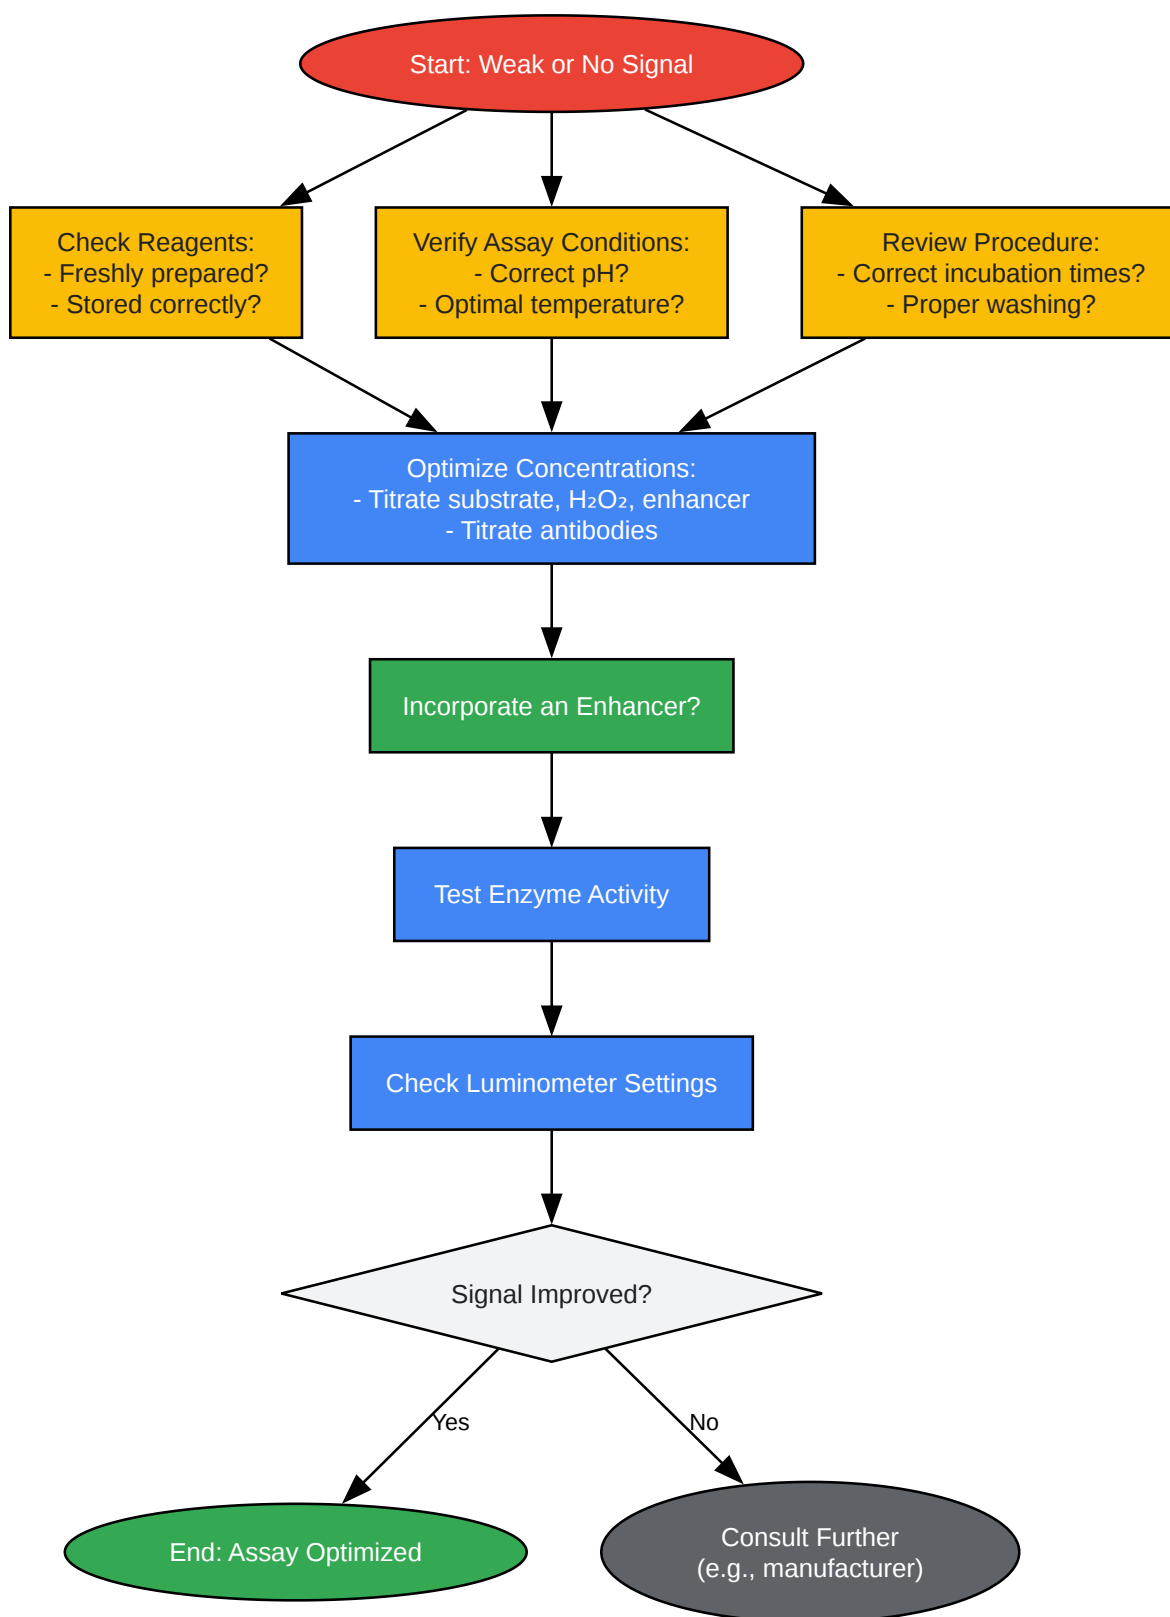 Start: Weak or No Signal
Check Reagents:
- Freshly prepared?
- Stored correctly?
Verify Assay Conditions:
- Correct pH?
- Optimal temperature?
Review Procedure:
- Correct incubation times?
- Proper washing?
Optimize Concentrations:
- Titrate substrate, H₂O₂, enhancer
- Titrate antibodies
Incorporate an Enhancer?
Test Enzyme Activity
Check Luminometer Settings
Signal Improved?
Yes
No
End: Assay Optimized
Consult Further
(e.g., manufacturer)